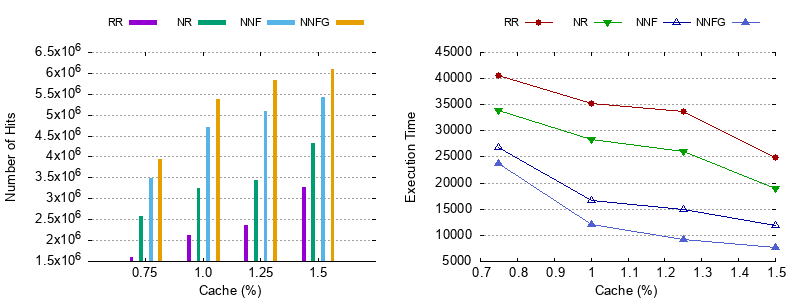 RR NR NNF NNFG
6.5x10^6
6x10^6
5.5x10^6
5x10^6
4.5x10^6
4x10^6
3.5x10^6
3x10^6
2.5x10^6
2x10^6
1.5x10^6
Number of Hits
0.75 1.0 1.25 1.5
Cache (%)
RR NR NNF NNFG
45000
40000
35000
30000
25000
20000
15000
10000
5000
Execution Time
0.7 0.8 0.9 1 1.1 1.2 1.3 1.4 1.5
Cache (%)